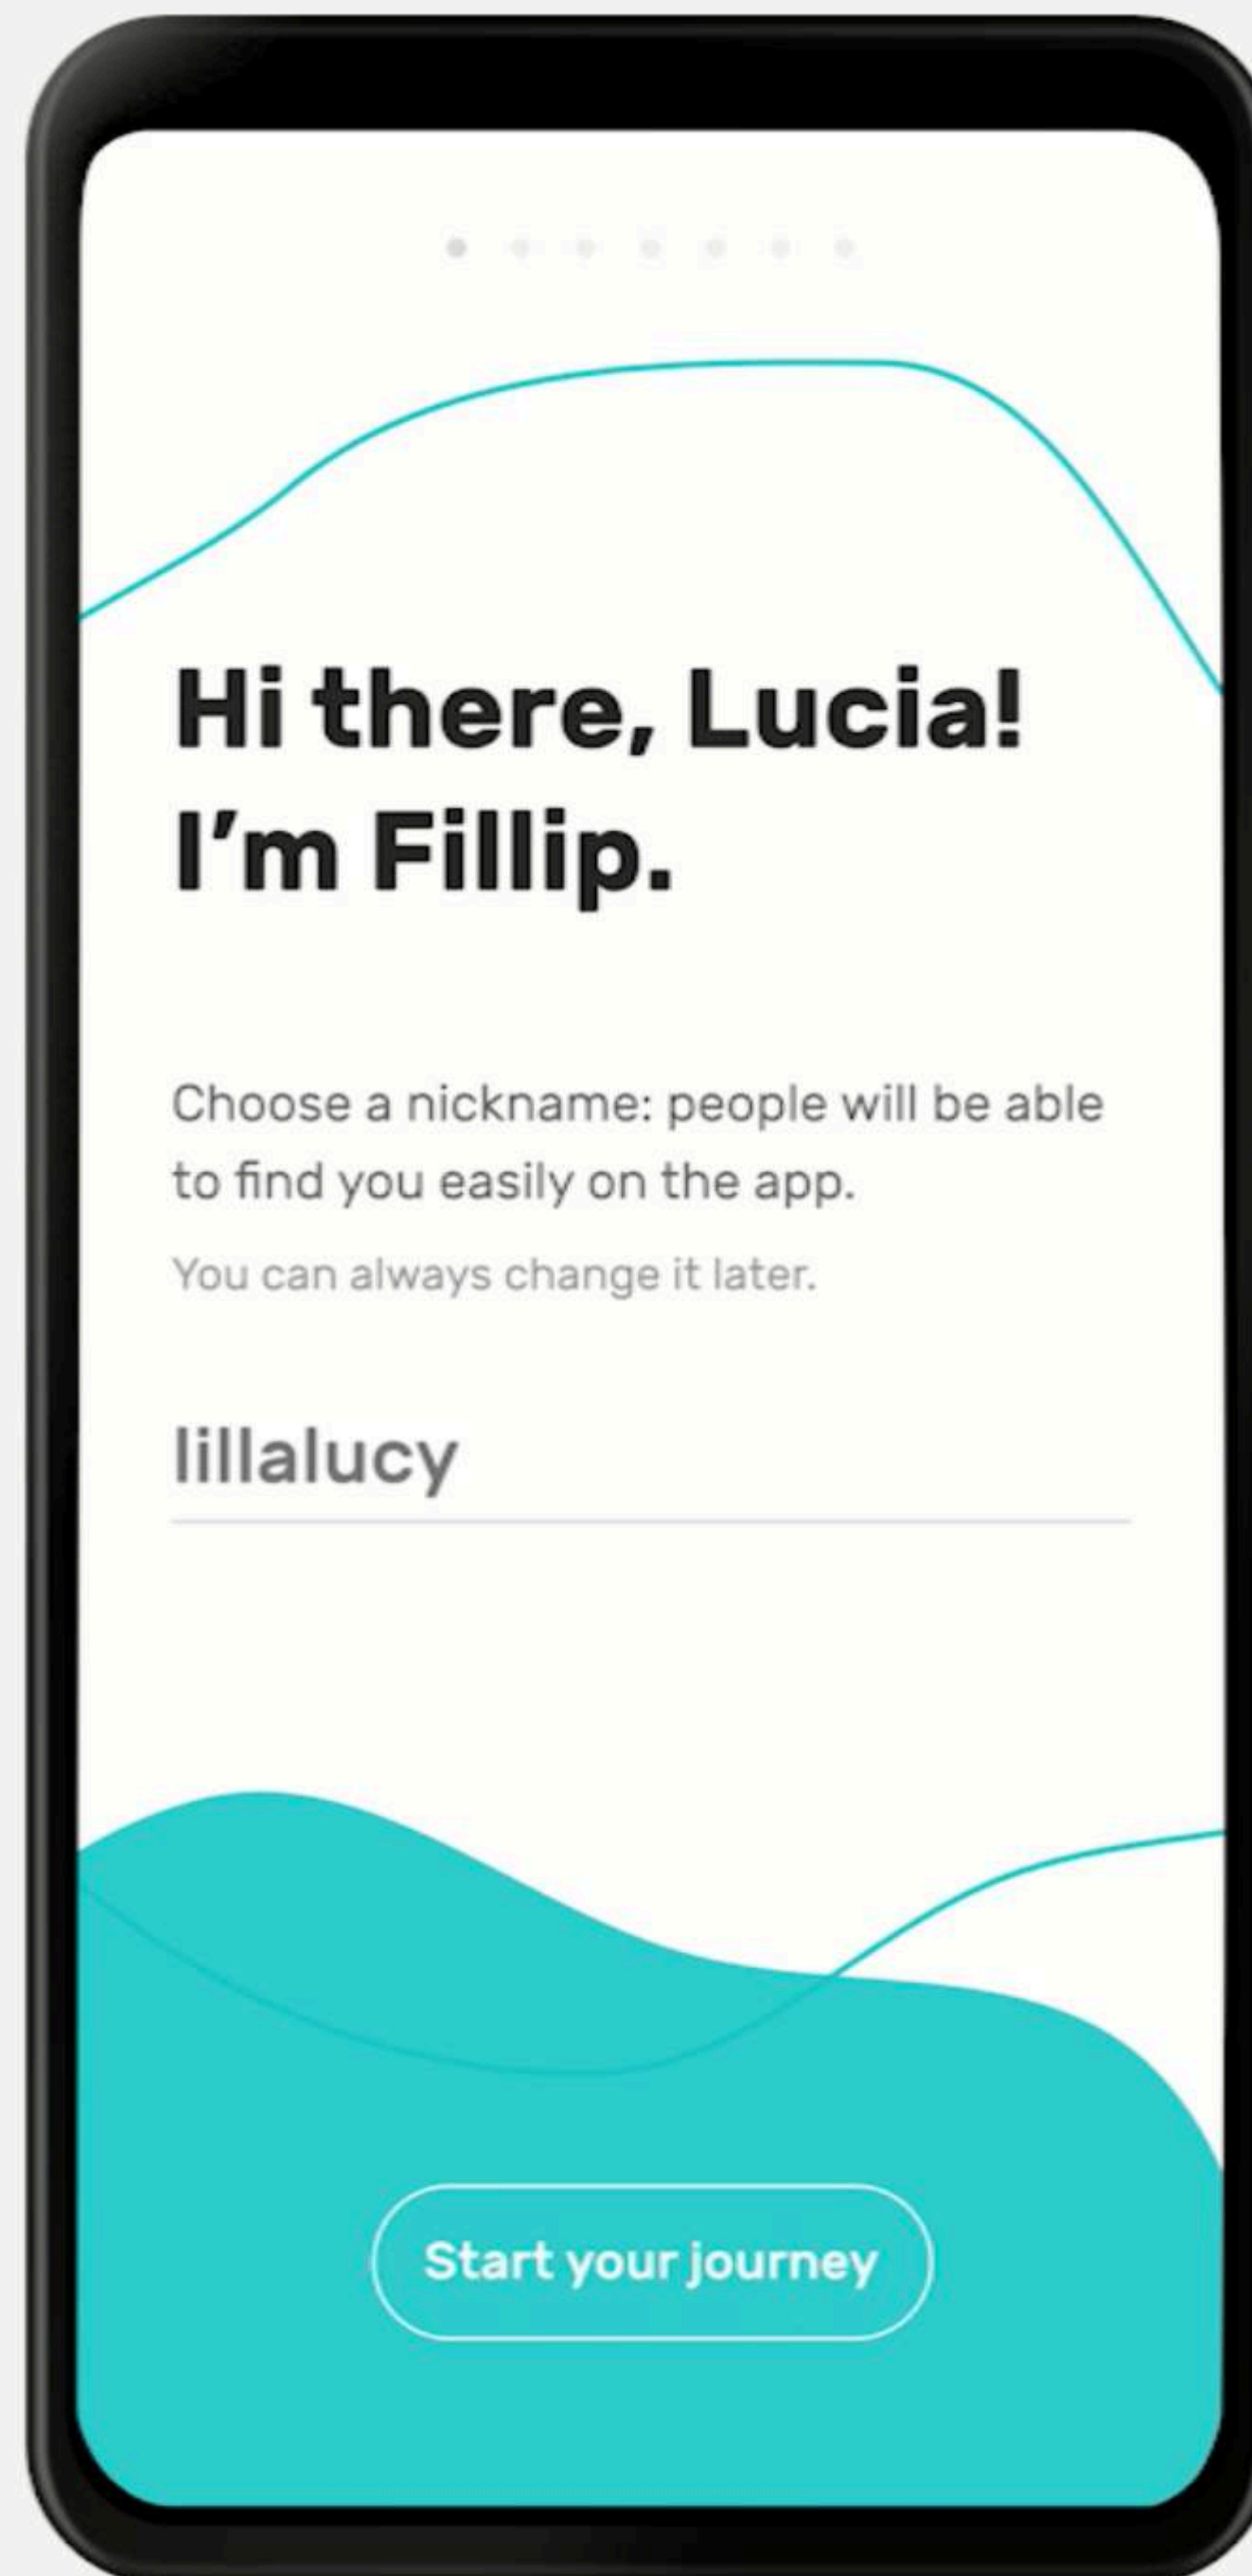 Hi there, Lucia!
I’m Fillip.
Choose a nickname: people will be able
to find you easily on the app.
You can always change it later.
lillalucy
Start your journey